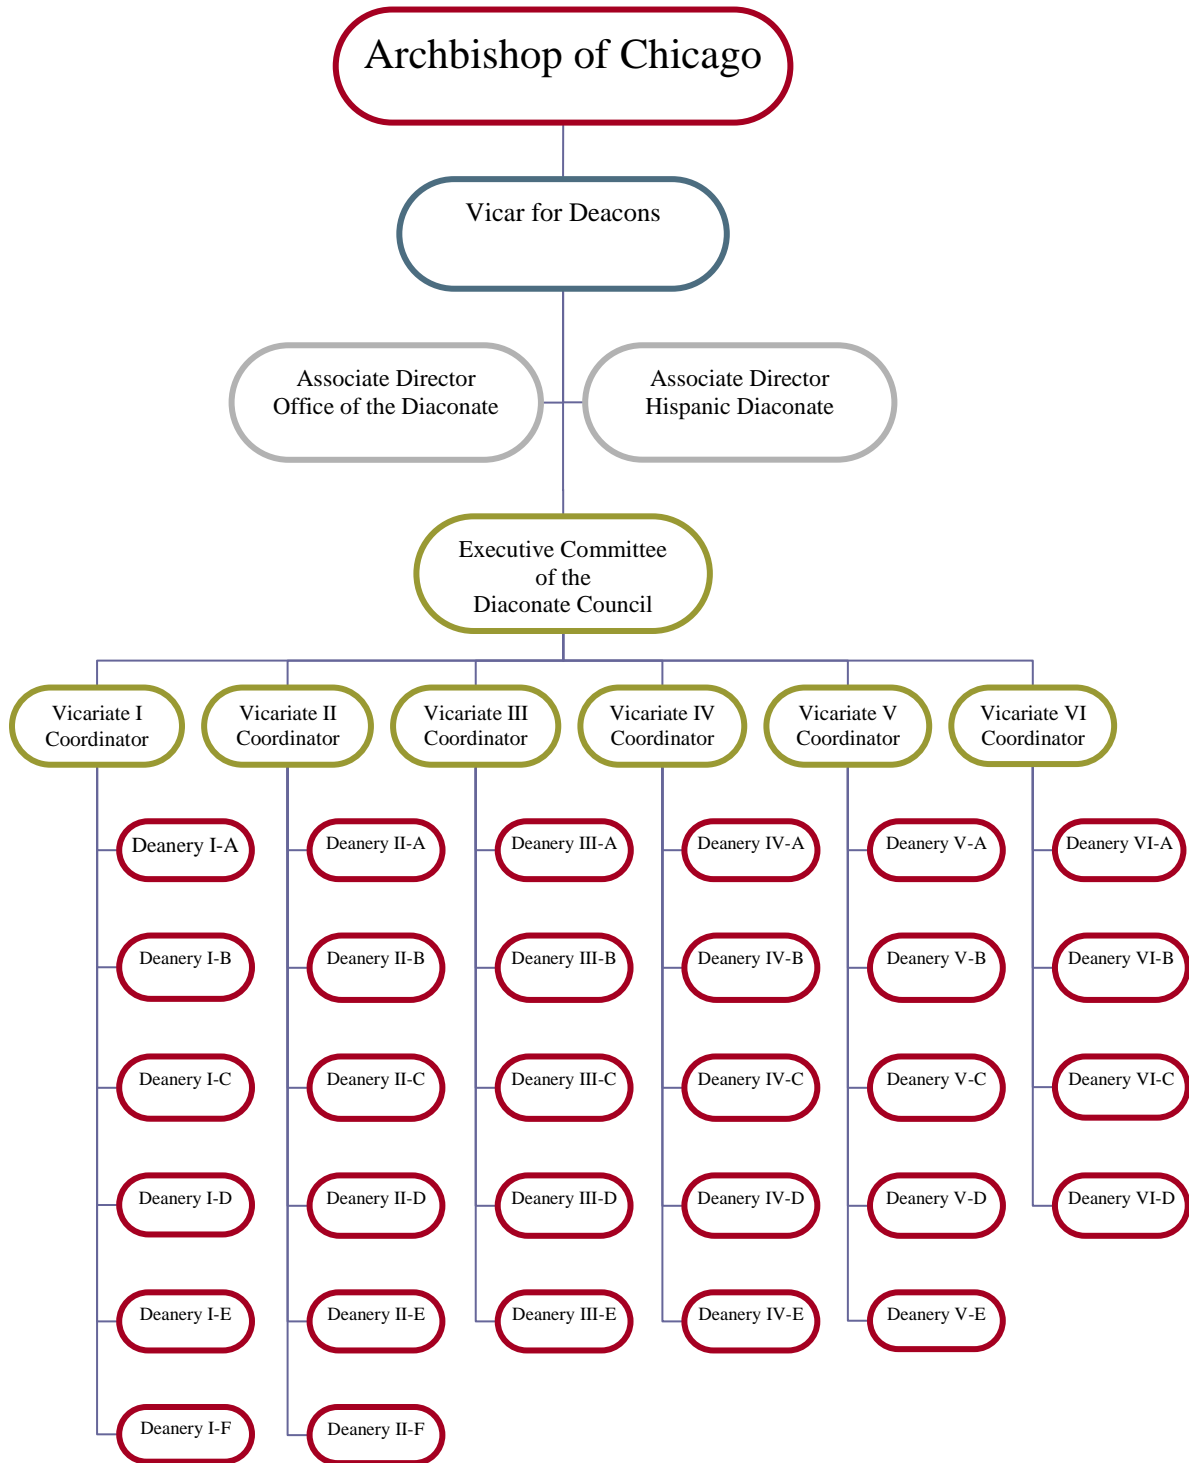 Archbishop of Chicago
Vicar for Deacons
Associate Director
Office of the Diaconate
Associate Director
Hispanic Diaconate
Executive Committee
of the
Diaconate Council
Vicariate I
Coordinator
Vicariate II
Coordinator
Vicariate III
Coordinator
Vicariate IV
Coordinator
Vicariate V
Coordinator
Vicariate VI
Coordinator
Deanery I-A
Deanery II-A
Deanery III-A
Deanery IV-A
Deanery V-A
Deanery VI-A
Deanery I-B
Deanery II-B
Deanery III-B
Deanery IV-B
Deanery V-B
Deanery VI-B
Deanery I-C
Deanery II-C
Deanery III-C
Deanery IV-C
Deanery V-C
Deanery VI-C
Deanery I-D
Deanery II-D
Deanery III-D
Deanery IV-D
Deanery V-D
Deanery VI-D
Deanery I-E
Deanery II-E
Deanery III-E
Deanery IV-E
Deanery V-E
Deanery I-F
Deanery II-F